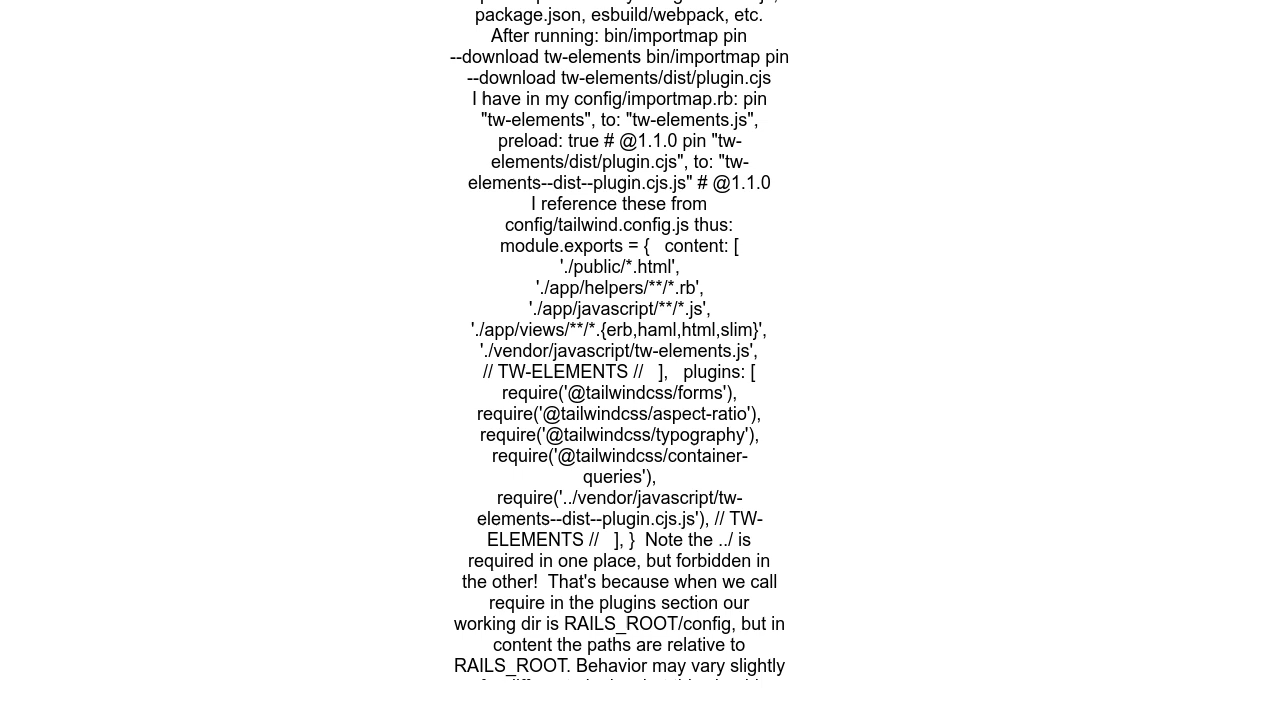 package.json, esbuild/webpack, etc.
After running: bin/importmap pin
--download tw-elements bin/importmap pin
--download tw-elements/dist/plugin.cjs
I have in my config/importmap.rb: pin
"tw-elements", to: "tw-elements.js",
preload: true # @1.1.0 pin "tw-
elements/dist/plugin.cjs", to: "tw-
elements--dist--plugin.cjs.js" # @1.1.0
I reference these from
config/tailwind.config.js thus:
module.exports = {   content: [
'./public/*.html',
'./app/helpers/**/*.rb',
'./app/javascript/**/*.js',
'./app/views/**/*.{erb,haml,html,slim}',
'./vendor/javascript/tw-elements.js',
// TW-ELEMENTS //   ],   plugins: [
require('@tailwindcss/forms'),
require('@tailwindcss/aspect-ratio'),
require('@tailwindcss/typography'),
require('@tailwindcss/container-
queries'),
require('../vendor/javascript/tw-
elements--dist--plugin.cjs.js'), // TW-
ELEMENTS //   ], }  Note the ../ is
required in one place, but forbidden in
the other!  That's because when we call
require in the plugins section our
working dir is RAILS_ROOT/config, but in
content the paths are relative to
RAILS_ROOT. Behavior may vary slightly